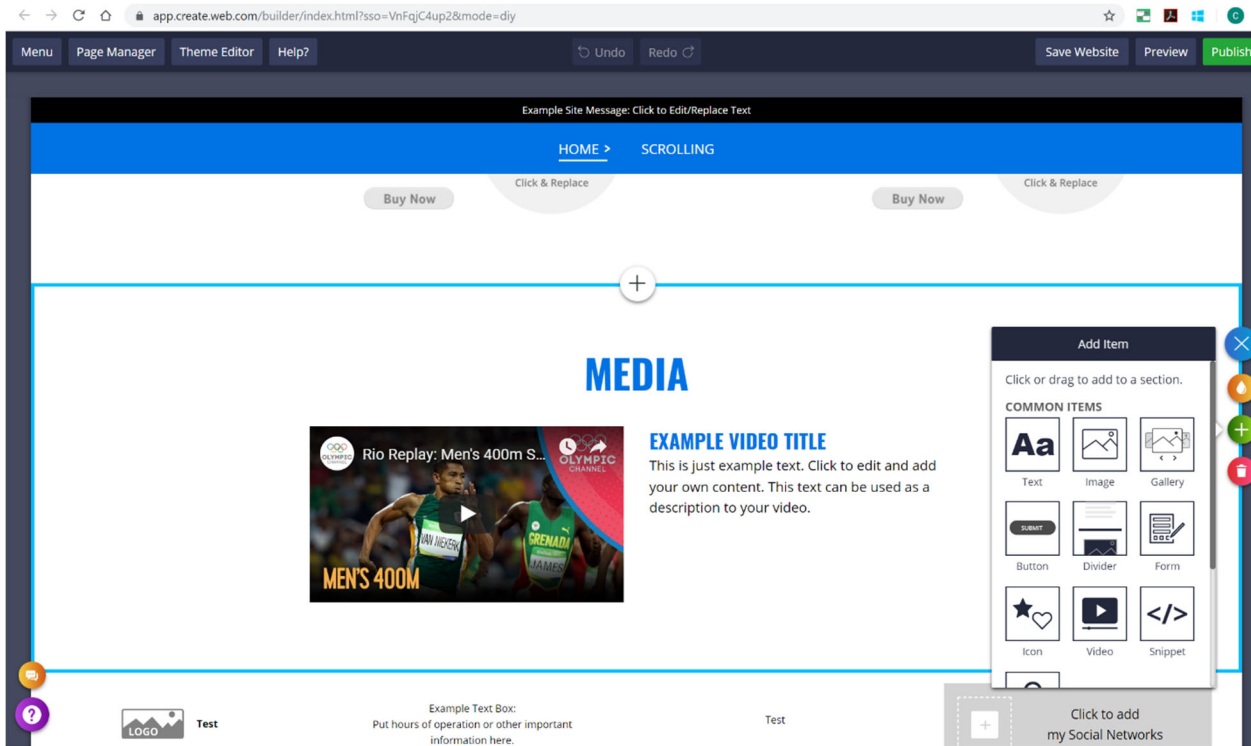 app.create.web.com/builder/index.html?sso=VnFqjC4up2&mode=diy
C
Menu
Page Manager
Theme Editor
Help?
Undo
Redo
Save Website
Preview
Publish
Example Site Message: Click to Edit/Replace Text
HOME >
SCROLLING
Buy Now
Click & Replace
Buy Now
Click & Replace
MEDIA
Rio Replay: Men's 400m S...
OLYMPIC
CHANNEL
OLYMPIC
CHANNEL
VAN NIEKERK
GRENADA
JAMES
MEN'S 400M
EXAMPLE VIDEO TITLE
This is just example text. Click to edit and add
your own content. This text can be used as a
description to your video.
Add Item
Click or drag to add to a section.
COMMON ITEMS
Aa
Text
Image
Gallery
SUBMIT
Button
Divider
DOC
Form
Icon
Video
</>
Snippet
?
LOGO
Test
Example Text Box:
Put hours of operation or other important
information here.
Test
Click to add
my Social Networks